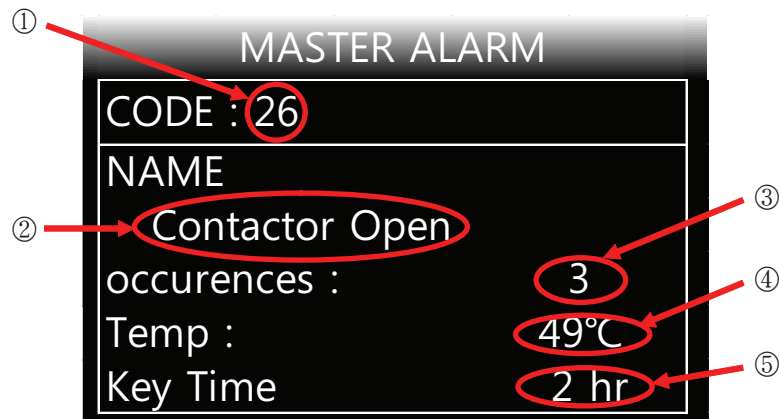 ①
MASTER ALARM
CODE : 26
NAME
② Contactor Open
③
occurences : 3
④
Temp : 49℃
⑤
Key Time 2 hr